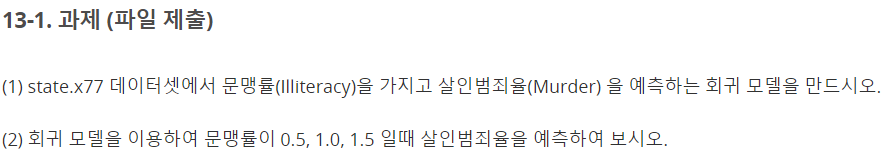 13-1. 과제 (파일 제출)
(1) state.x77 데이터셋에서 문맹률(Illiteracy)을 가지고 살인범죄율(Murder) 을 예측하는 회귀 모델을 만드시오.
(2) 회귀 모델을 이용하여 문맹률이 0.5, 1.0, 1.5 일때 살인범죄율을 예측하여 보시오.